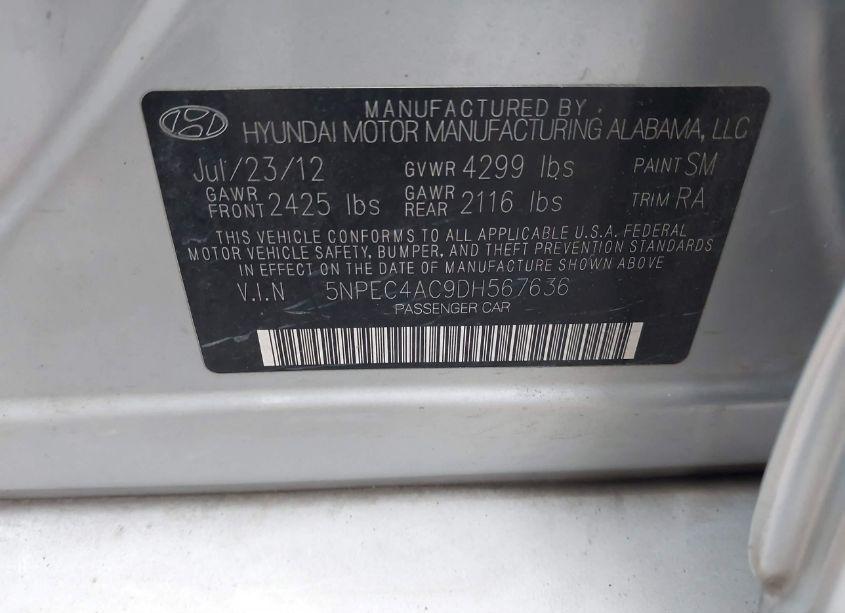 MANUFACTURED BY
HYUNDAI MOTOR MANUFACTURING ALABAMA, LLC
Jul/23/12 GVWR 4299 lbs PAINT SM
GAWR FRONT 2425 lbs GAWR REAR 2116 lbs TRIM RA
THIS VEHICLE CONFORMS TO ALL APPLICABLE U.S.A. FEDERAL
MOTOR VEHICLE SAFETY, BUMPER, AND THEFT PREVENTION STANDARDS
IN EFFECT ON THE DATE OF MANUFACTURE SHOWN ABOVE
V.I.N 5NPEC4AC9DH567636
PASSENGER CAR